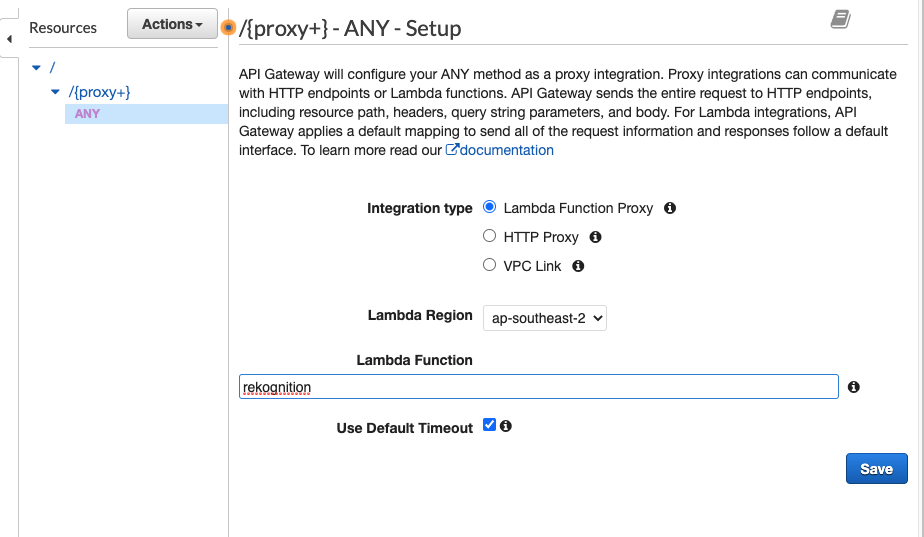 Resources
Actions
/{proxy+} - ANY - Setup
/
/{proxy+}
ANY
API Gateway will configure your ANY method as a proxy integration. Proxy integrations can communicate
with HTTP endpoints or Lambda functions. API Gateway sends the entire request to HTTP endpoints,
including resource path, headers, query string parameters, and body. For Lambda integrations, API
Gateway applies a default mapping to send all of the request information and responses follow a default
interface. To learn more read our documentation
Integration type
Lambda Function Proxy
HTTP Proxy
VPC Link
Lambda Region
ap-southeast-2
Lambda Function
rekognition
Use Default Timeout
Save